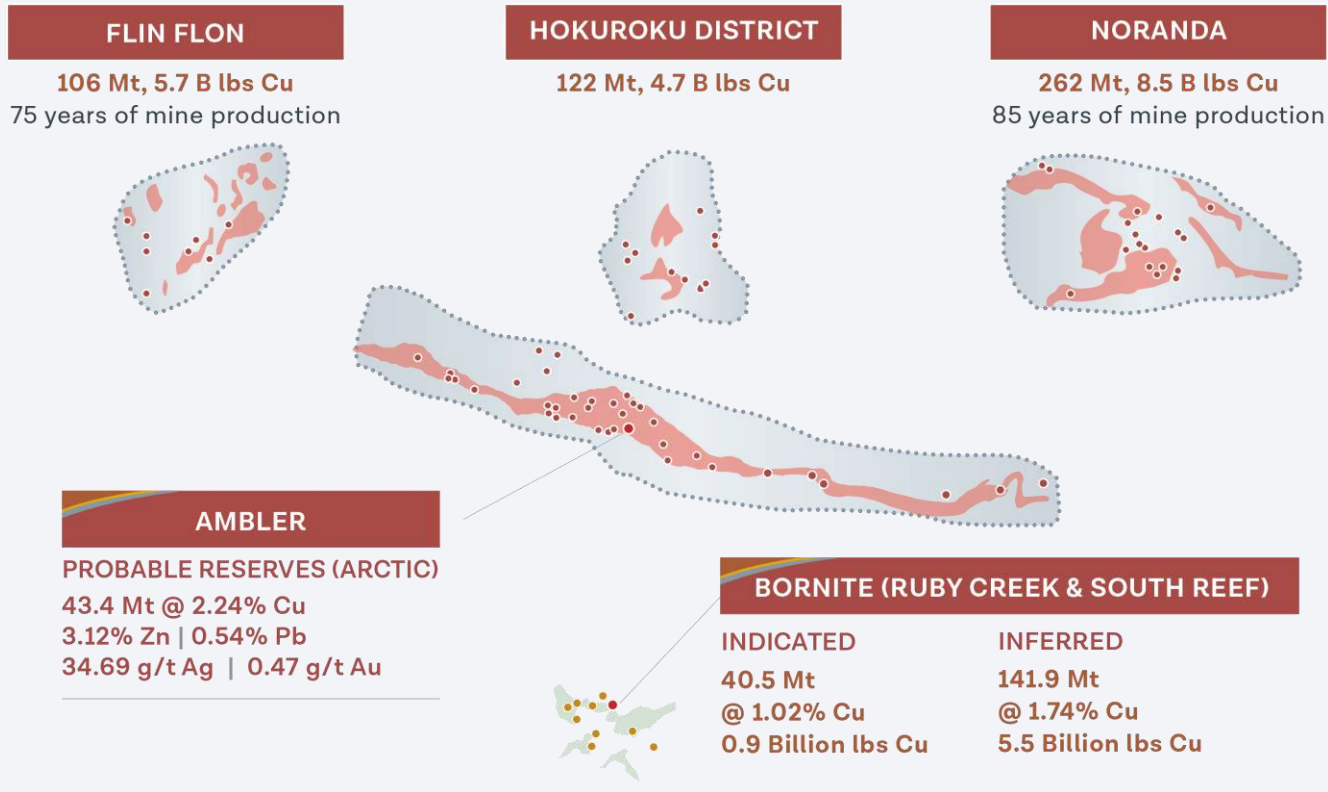 FLIN FLON
106 Mt, 5.7 B lbs Cu
75 years of mine production
HOKUROKU DISTRICT
122 Mt, 4.7 B lbs Cu
NORANDA
262 Mt, 8.5 B lbs Cu
85 years of mine production
AMBLER
PROBABLE RESERVES (ARCTIC)
43.4 Mt @ 2.24% Cu
3.12% Zn | 0.54% Pb
34.69 g/t Ag | 0.47 g/t Au
BORNITE (RUBY CREEK & SOUTH REEF)
INDICATED
40.5 Mt
@ 1.02% Cu
0.9 Billion lbs Cu
INFERRED
141.9 Mt
@ 1.74% Cu
5.5 Billion lbs Cu